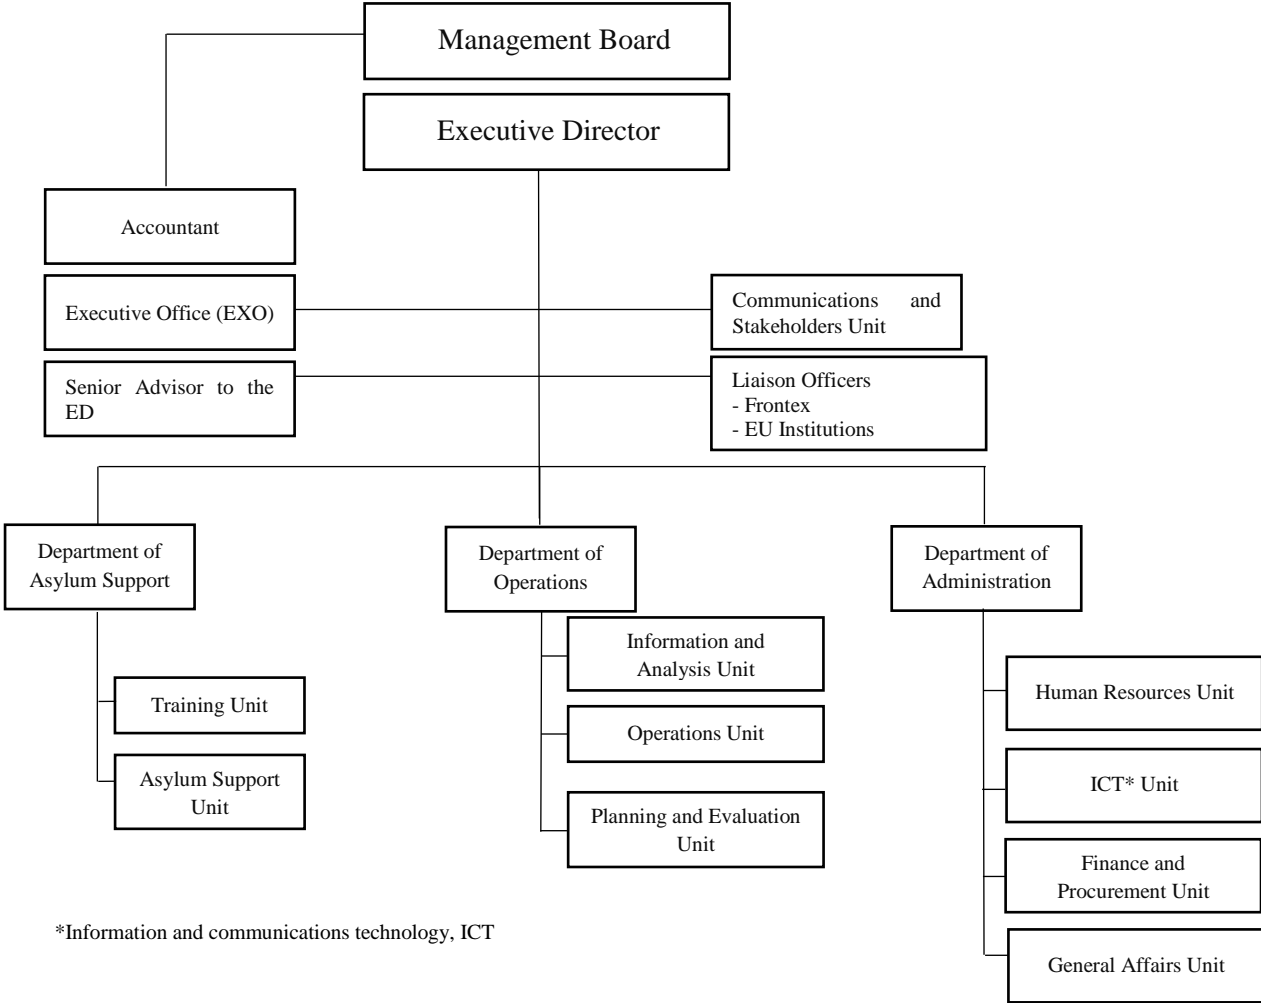 Management Board
Executive Director
Accountant
Executive Office (EXO)
Communications and
Stakeholders Unit
Senior Advisor to the
ED
Liaison Officers
- Frontex
- EU Institutions
Department of
Asylum Support
Department of
Operations
Department of
Administration
Training Unit
Asylum Support
Unit
Information and
Analysis Unit
Operations Unit
Planning and Evaluation
Unit
Human Resources Unit
ICT* Unit
Finance and
Procurement Unit
General Affairs Unit
*Information and communications technology, ICT